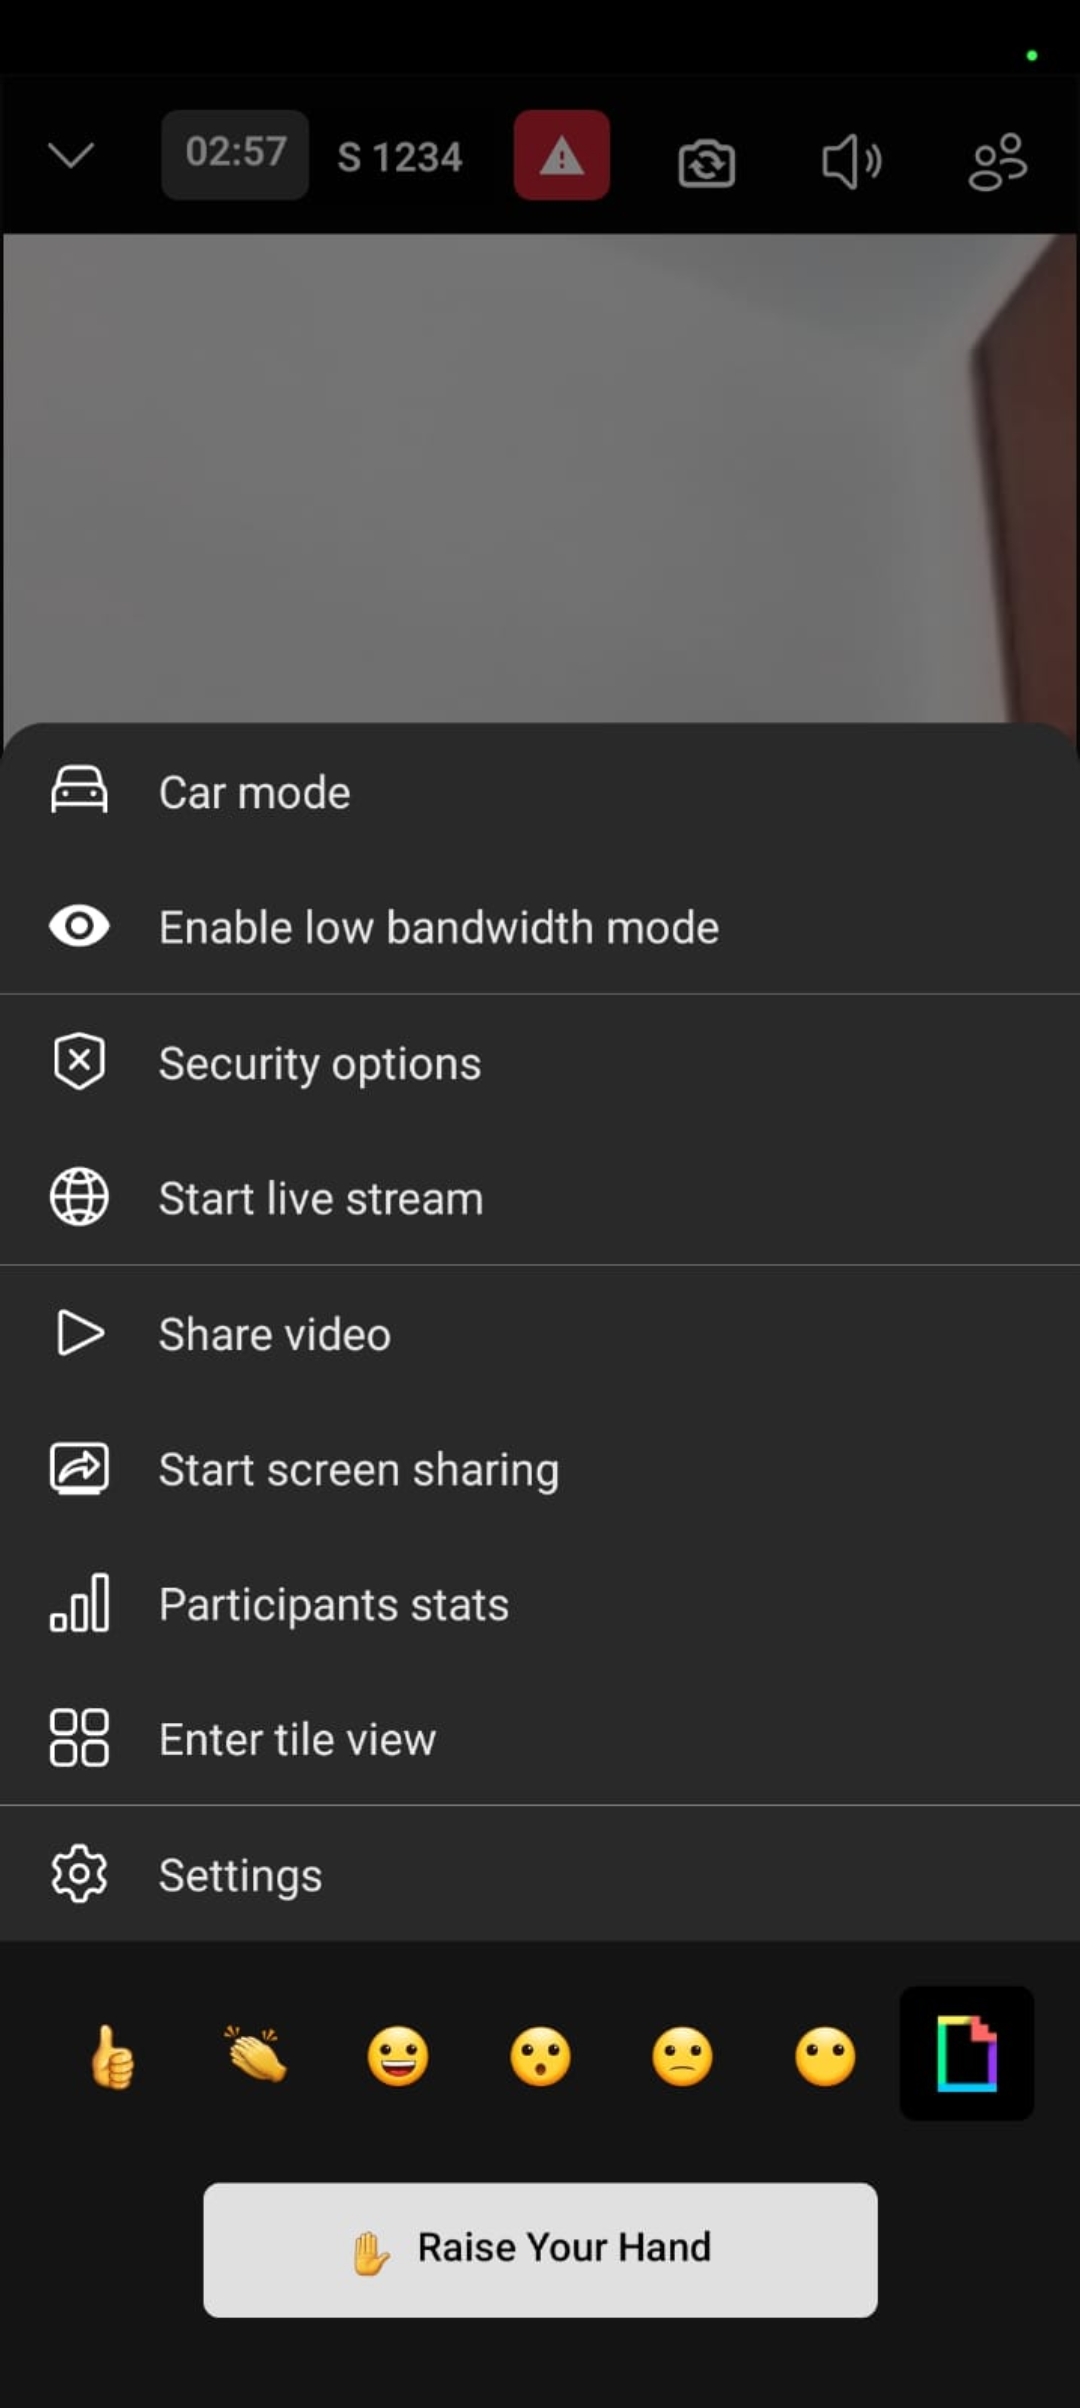 02:57 S 1234
Car mode
Enable low bandwidth mode
Security options
Start live stream
Share video
Start screen sharing
Participants stats
Enter tile view
Settings
Raise Your Hand